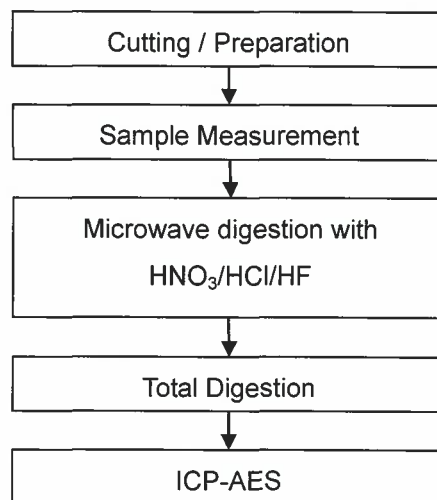 Cutting / Preparation
Sample Measurement
Microwave digestion with
HNO₃/HCl/HF
Total Digestion
ICP-AES